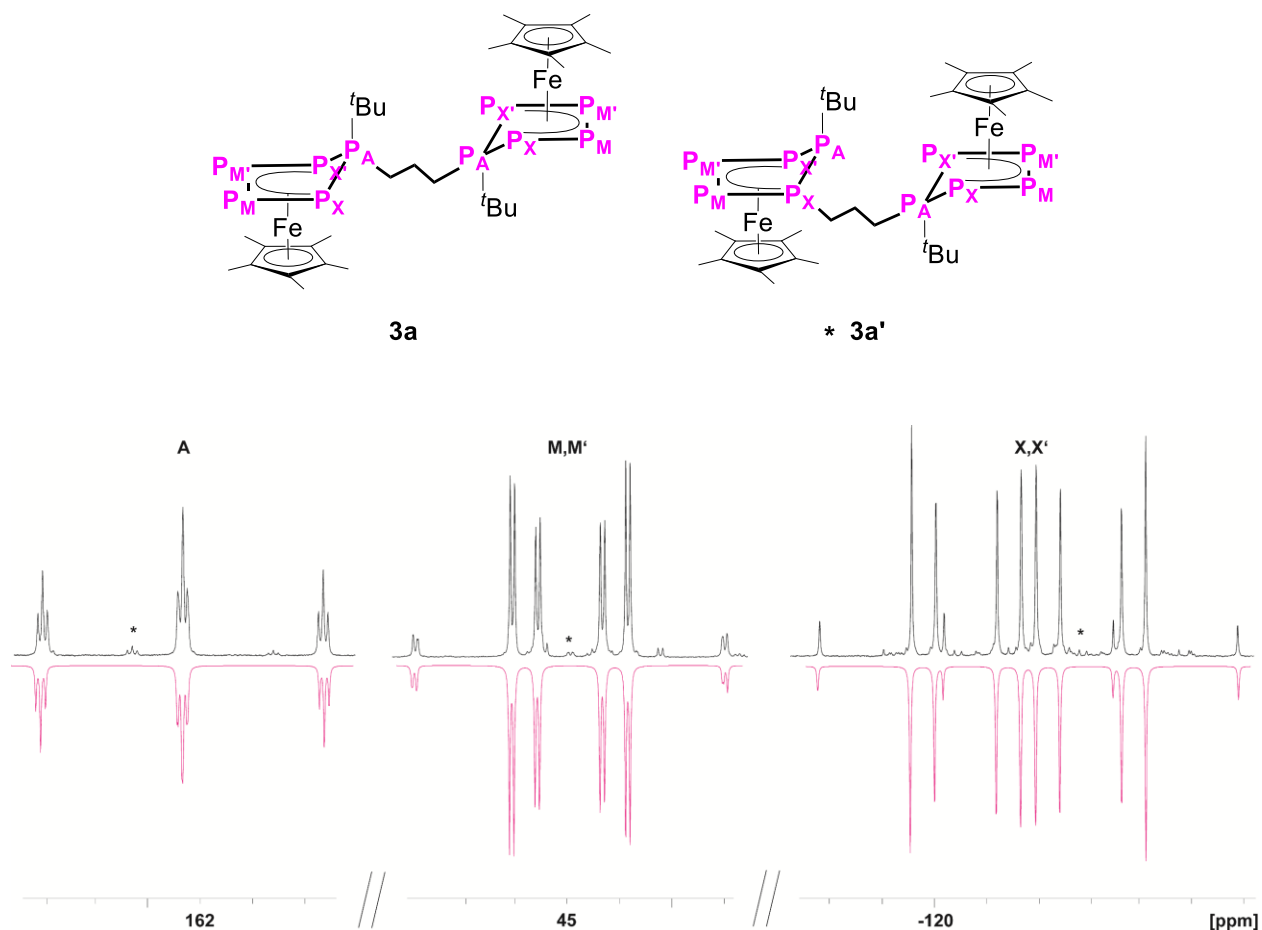 Fe
tBu
PX' PM'
PA PA
PM' PX' PX PM
PM PX
tBu
Fe
3a
Fe
tBu
PA PX' PM'
PM' PX' PX PM
PM PX PA
Fe tBu
* 3a'
A M,M‘ X,X‘
* * *
162 45 -120 [ppm]